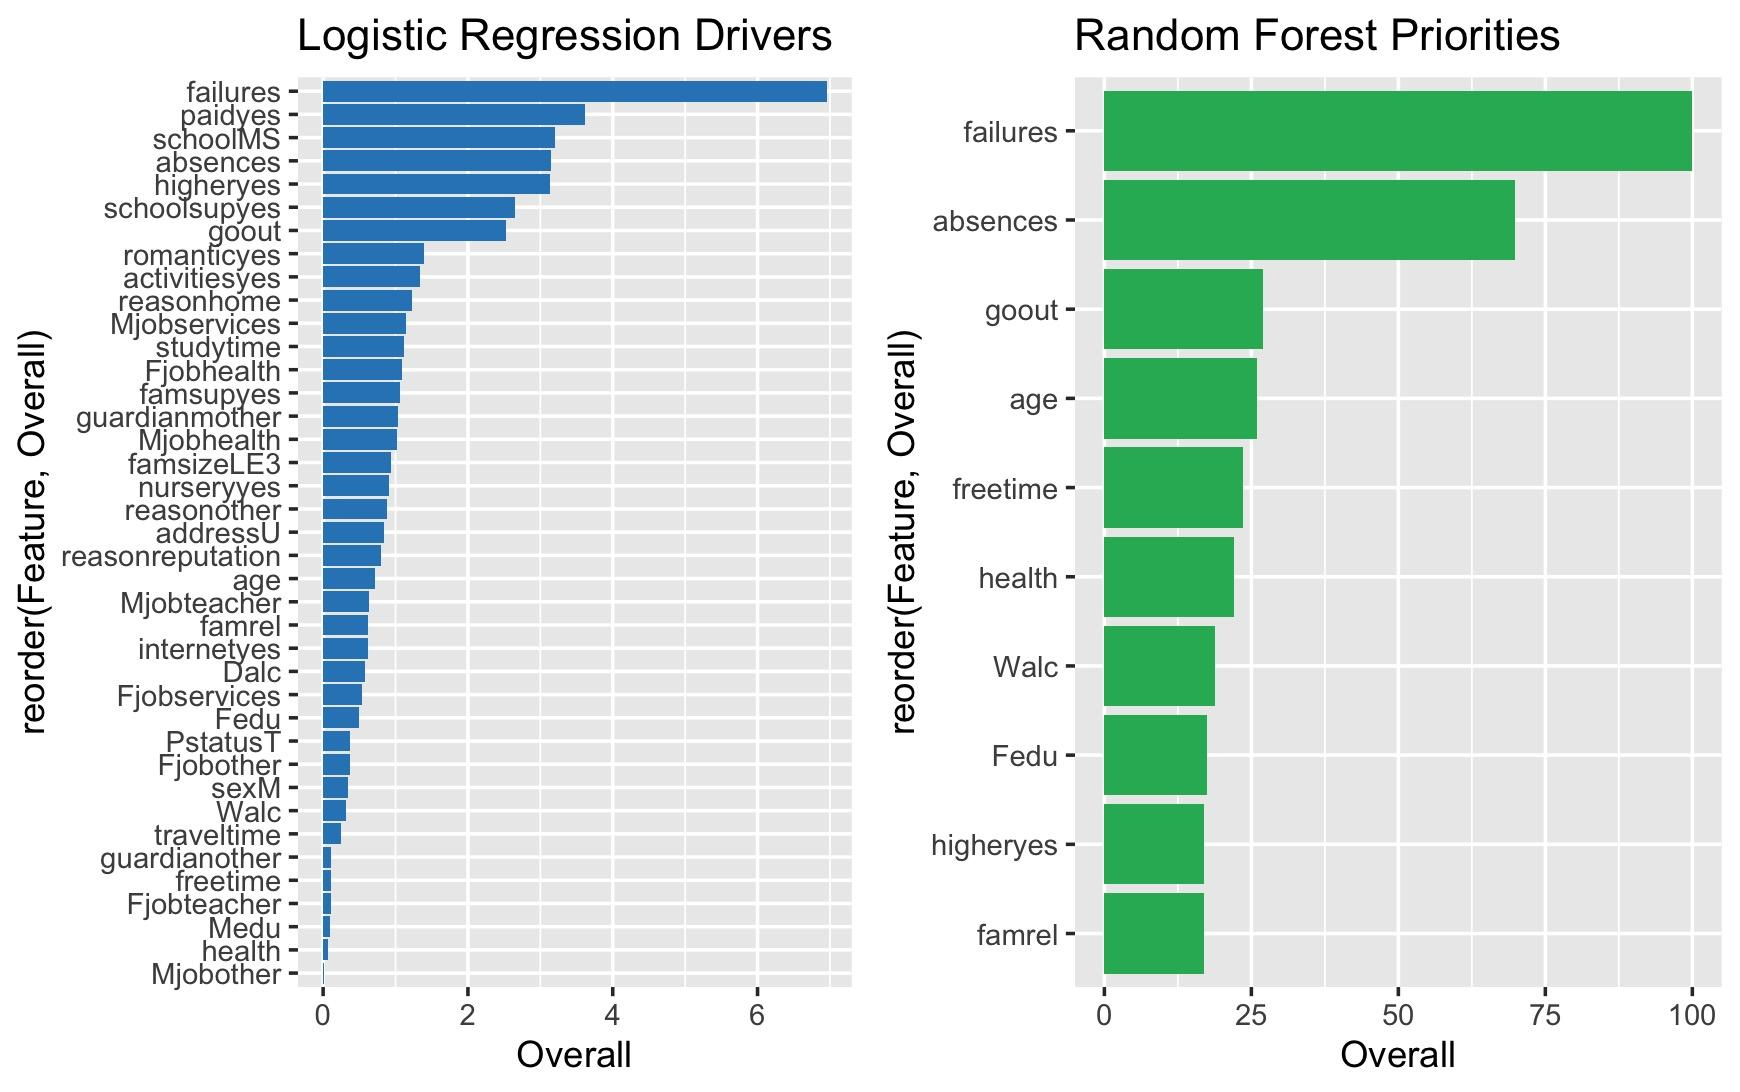 Logistic Regression Drivers
reorder(Feature, Overall)
failures
paidyes
schoolMS
absences
higheryes
schoolsupyes
goout
romanticyes
activitiesyes
reasonhome
Mjobservices
studytime
Fjobhealth
famsupyes
guardianmother
Mjobhealth
famsizeLE3
nurseryyes
reasonother
addressU
reasonreputation
age
Mjobteacher
famrel
internetyes
Dalc
Fjobservices
Fedu
PstatusT
Fjobother
sexM
Walc
traveltime
guardianother
freetime
Fjobteacher
Medu
health
Mjobother
0 2 4 6
Overall
Random Forest Priorities
reorder(Feature, Overall)
failures
absences
goout
age
freetime
health
Walc
Fedu
higheryes
famrel
0 25 50 75 100
Overall